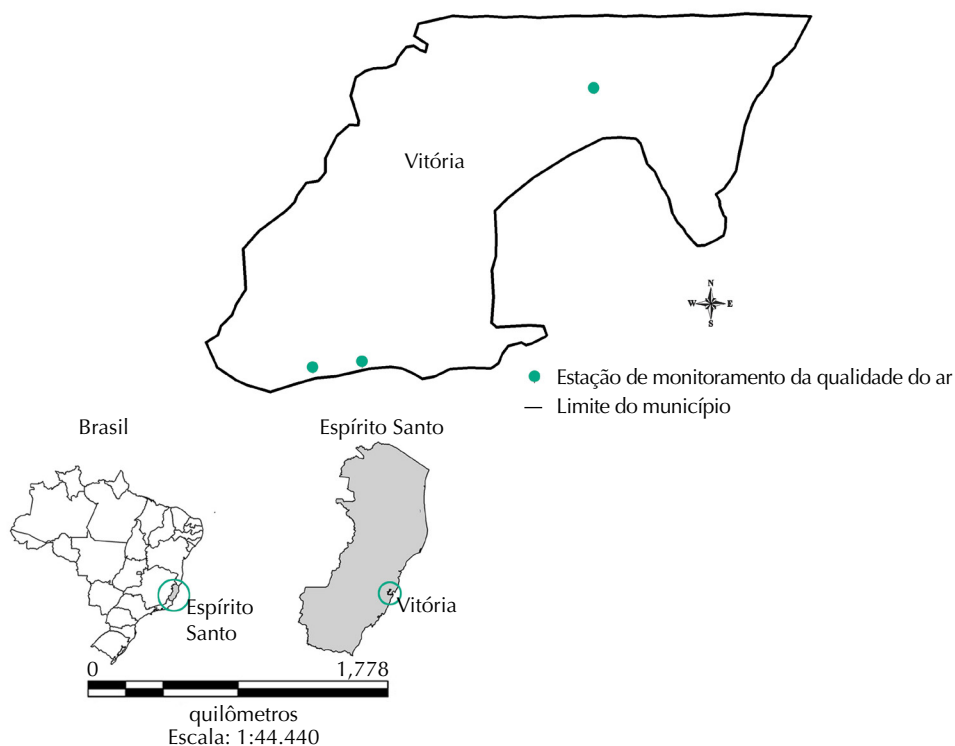 Vitória
N
W E
S
Estação de monitoramento da qualidade do ar
Limite do município
Brasil
Espírito Santo
Espírito
Santo
Vitória
0 1,778
quilômetros
Escala: 1:44.440